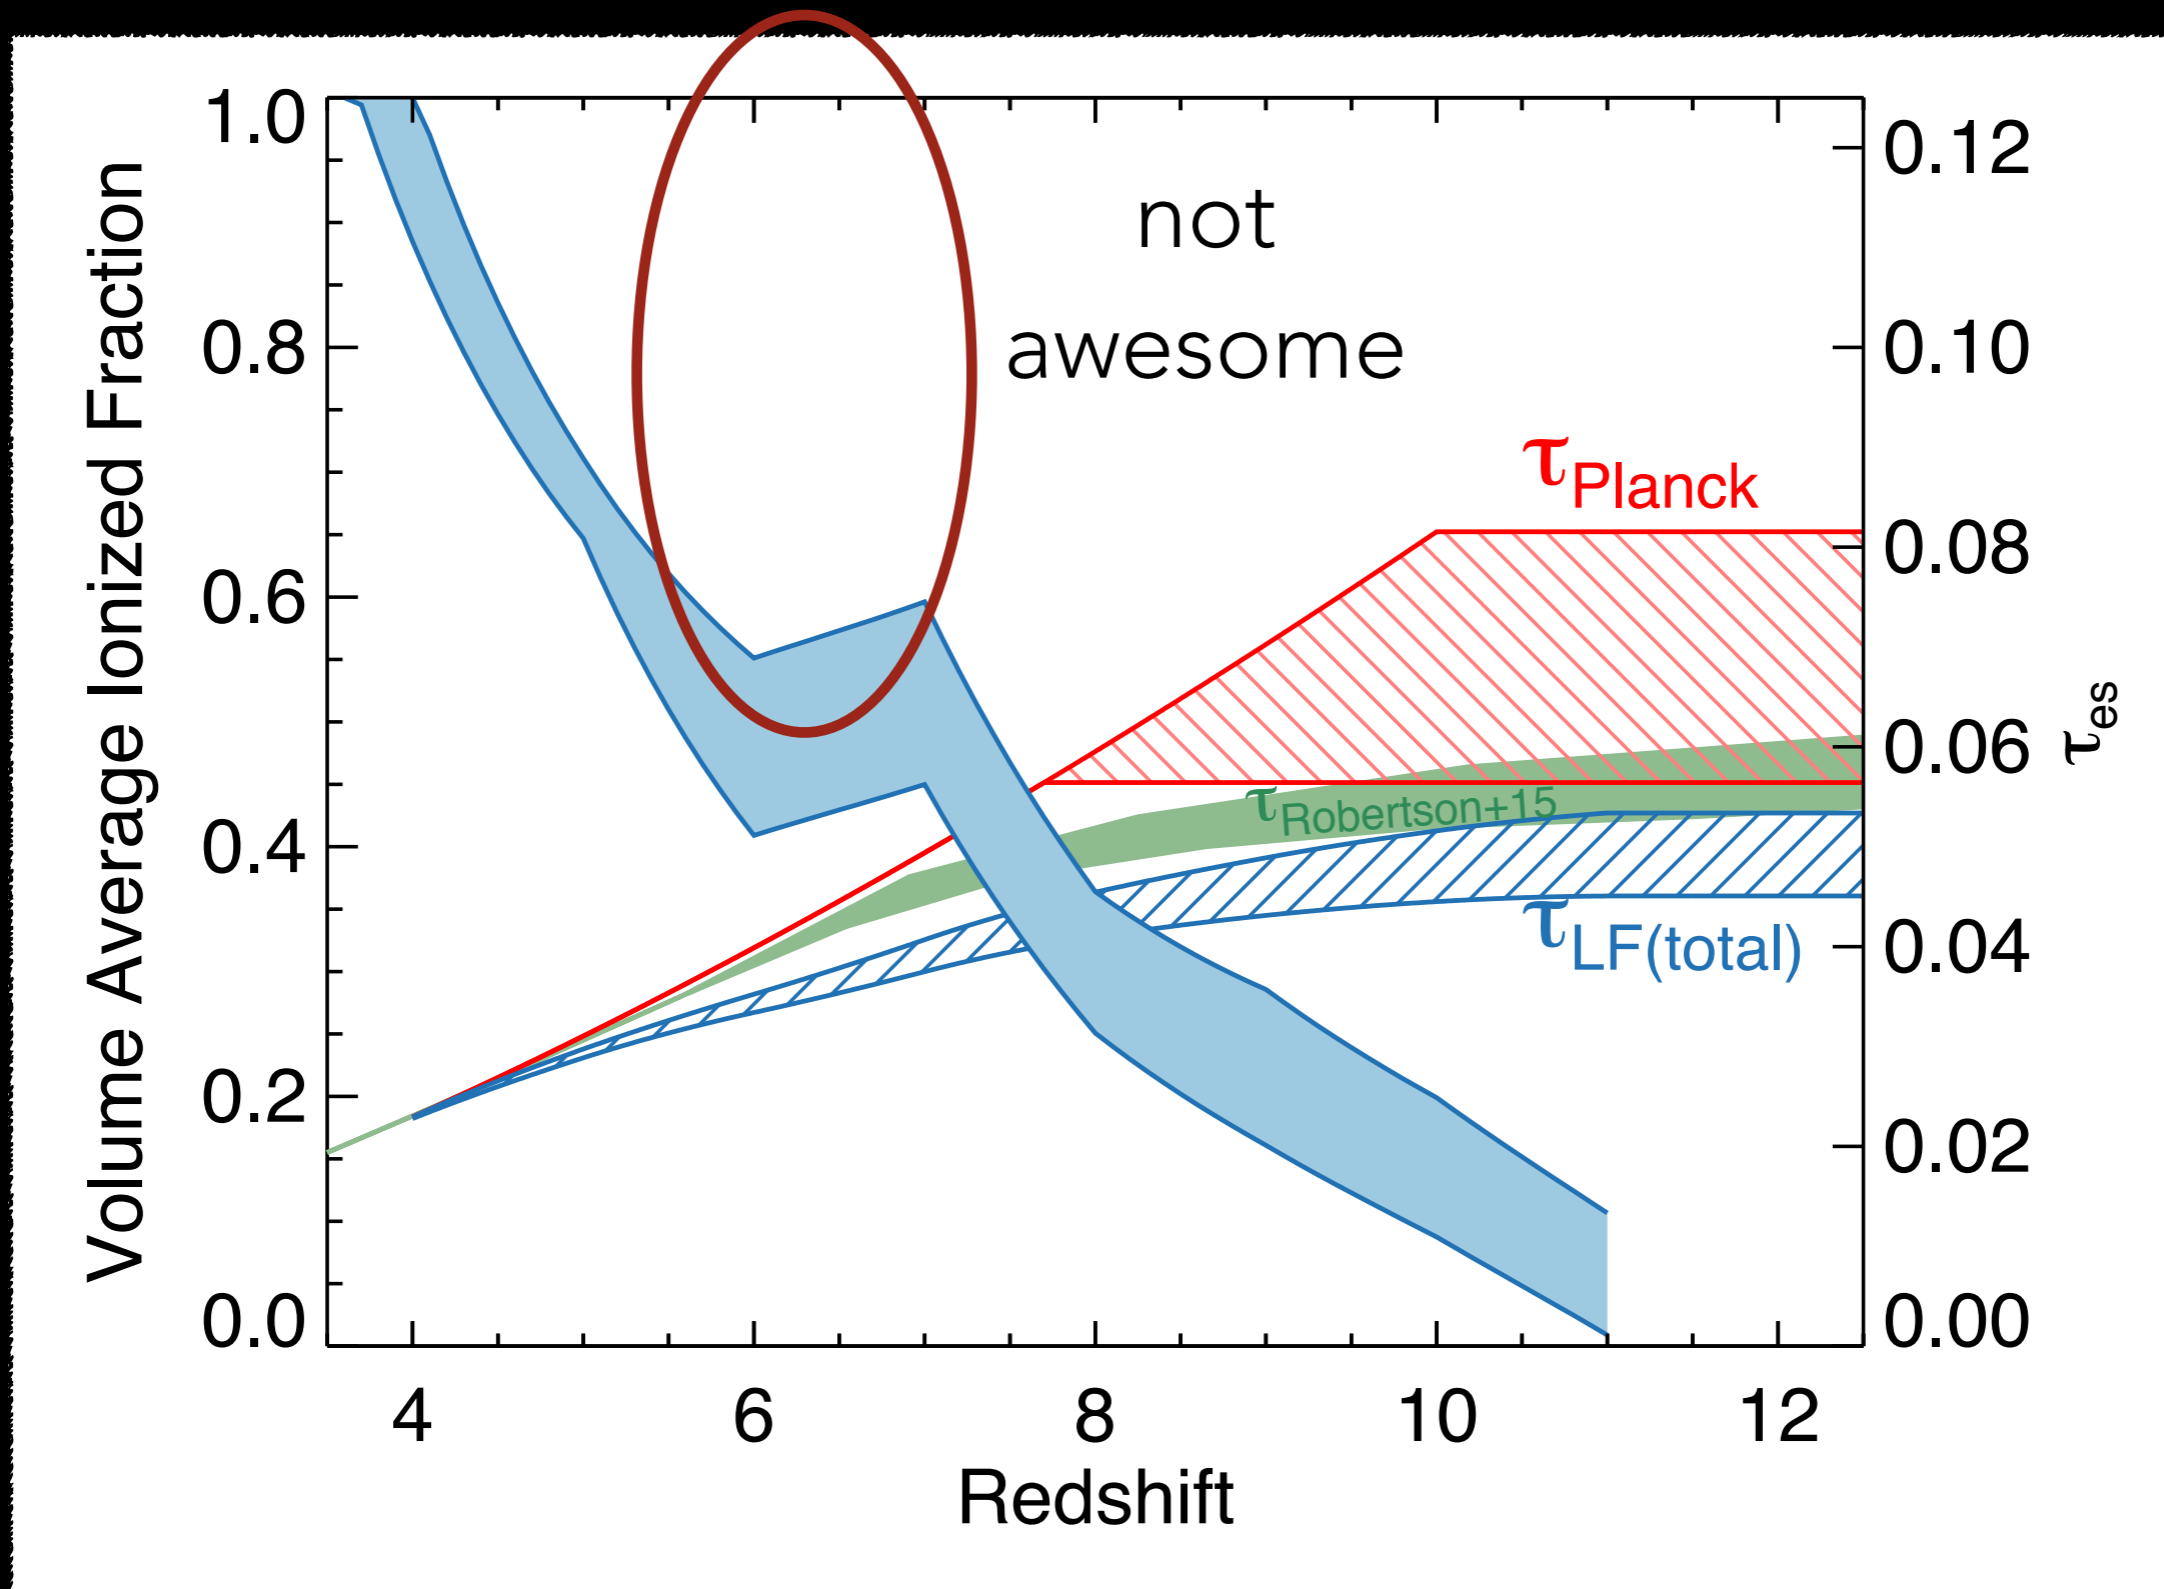 not
awesome
τPlanck
τRobertson+15
τLF(total)
Volume Average Ionized Fraction
1.0
0.8
0.6
0.4
0.2
0.0
0.12
0.10
0.08
0.06
0.04
0.02
0.00
τes
4 6 8 10 12
Redshift